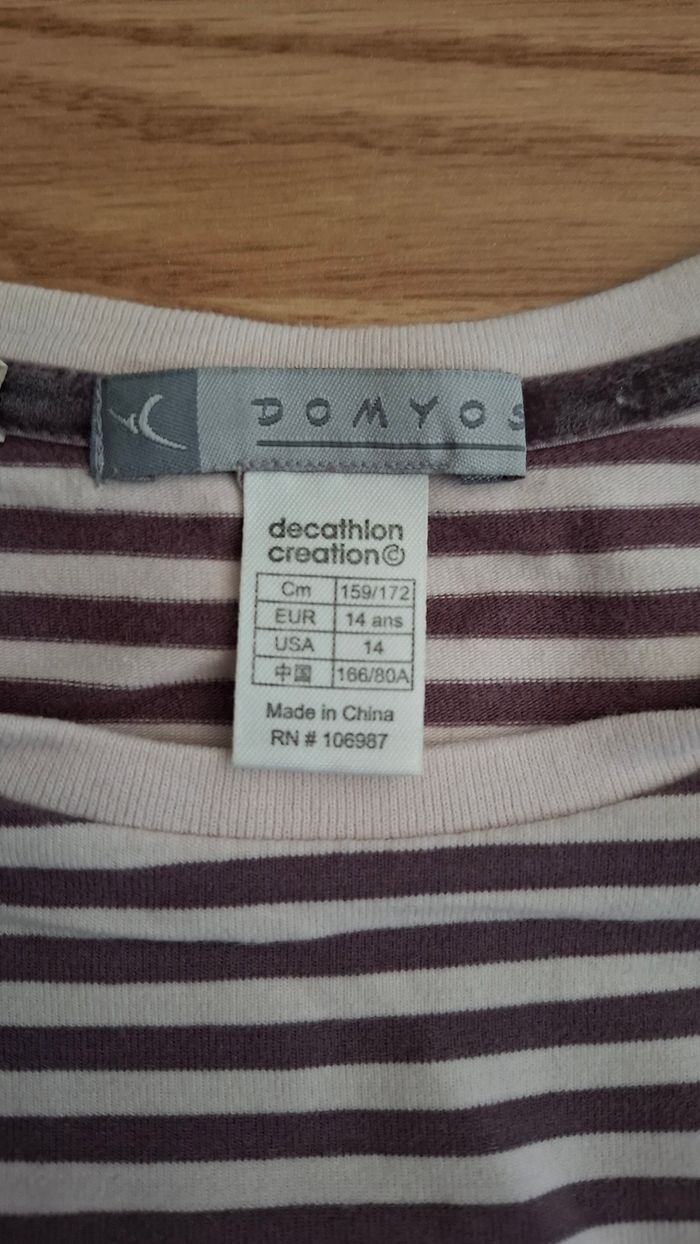 DOMYOS
decathlon
creation©
Cm 159/172
EUR 14 ans
USA 14
中国 166/80A
Made in China
RN # 106987